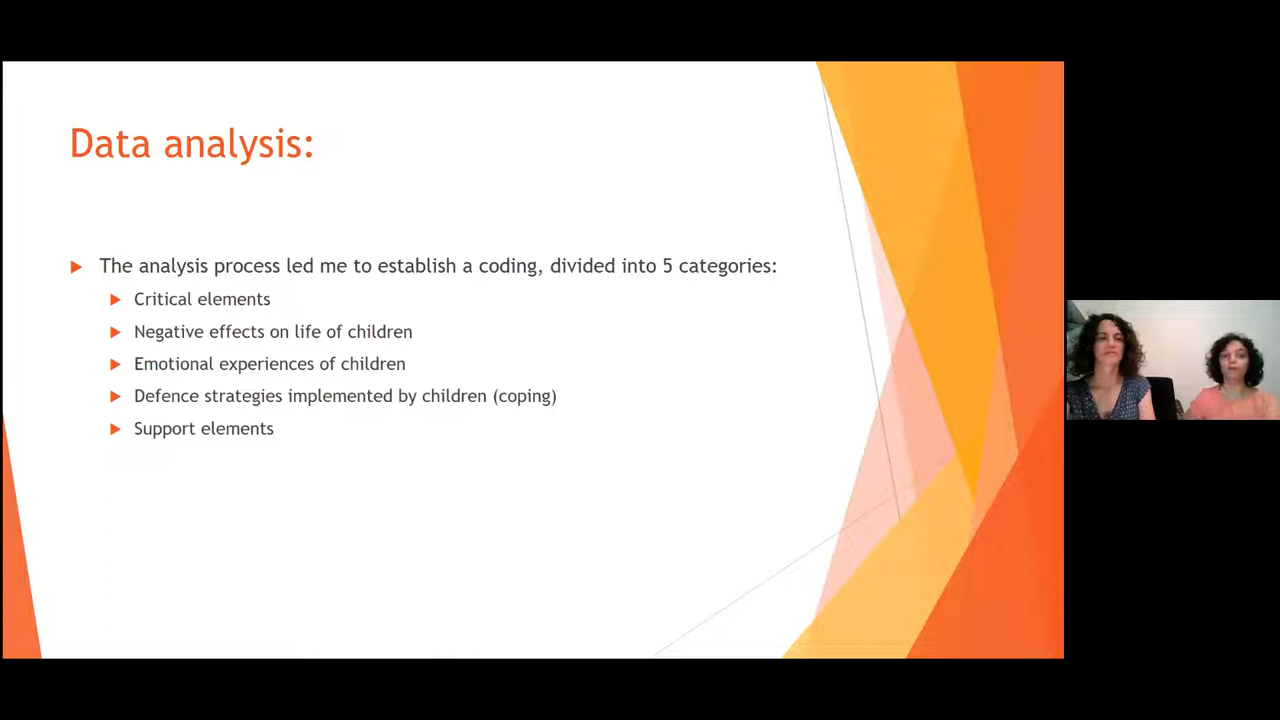 Data analysis:
The analysis process led me to establish a coding, divided into 5 categories:
Critical elements
Negative effects on life of children
Emotional experiences of children
Defence strategies implemented by children (coping)
Support elements